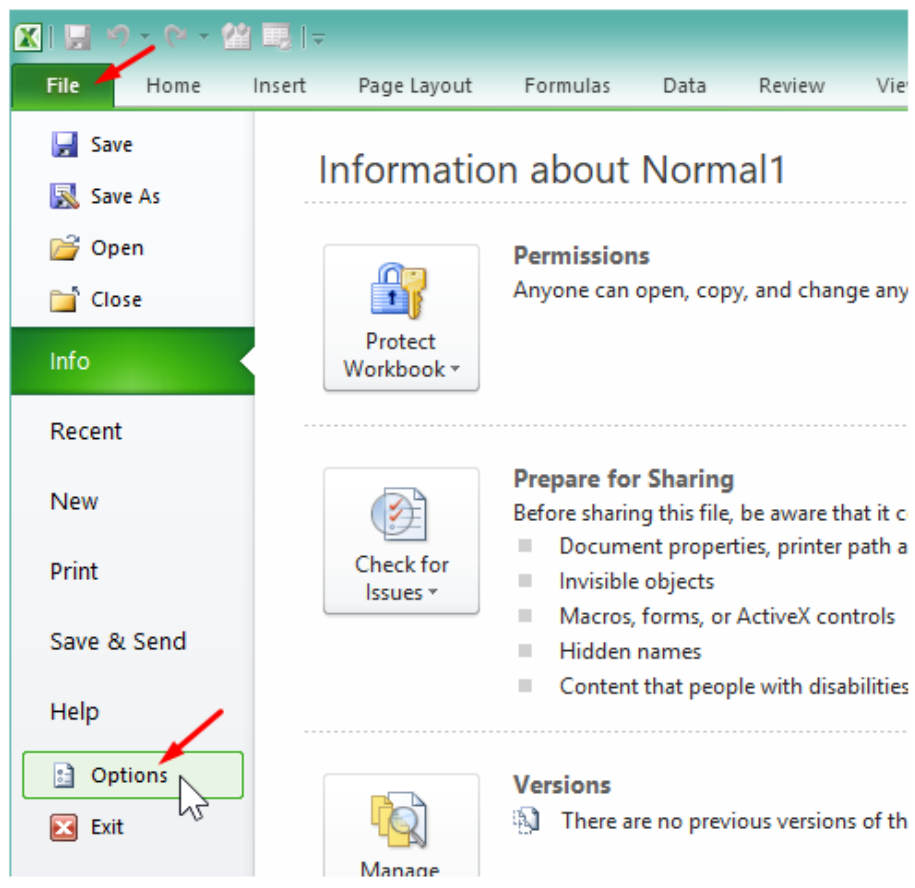 File Home Insert Page Layout Formulas Data Review Vie
Save
Save As
Open
Close
Info
Recent
New
Print
Save & Send
Help
Options
Exit
Information about Normal1
Protect
Workbook
Permissions
Anyone can open, copy, and change any
Check for
Issues
Prepare for Sharing
Before sharing this file, be aware that it c
Document properties, printer path a
Invisible objects
Macros, forms, or ActiveX controls
Hidden names
Content that people with disabilities
Manage
Versions
There are no previous versions of th